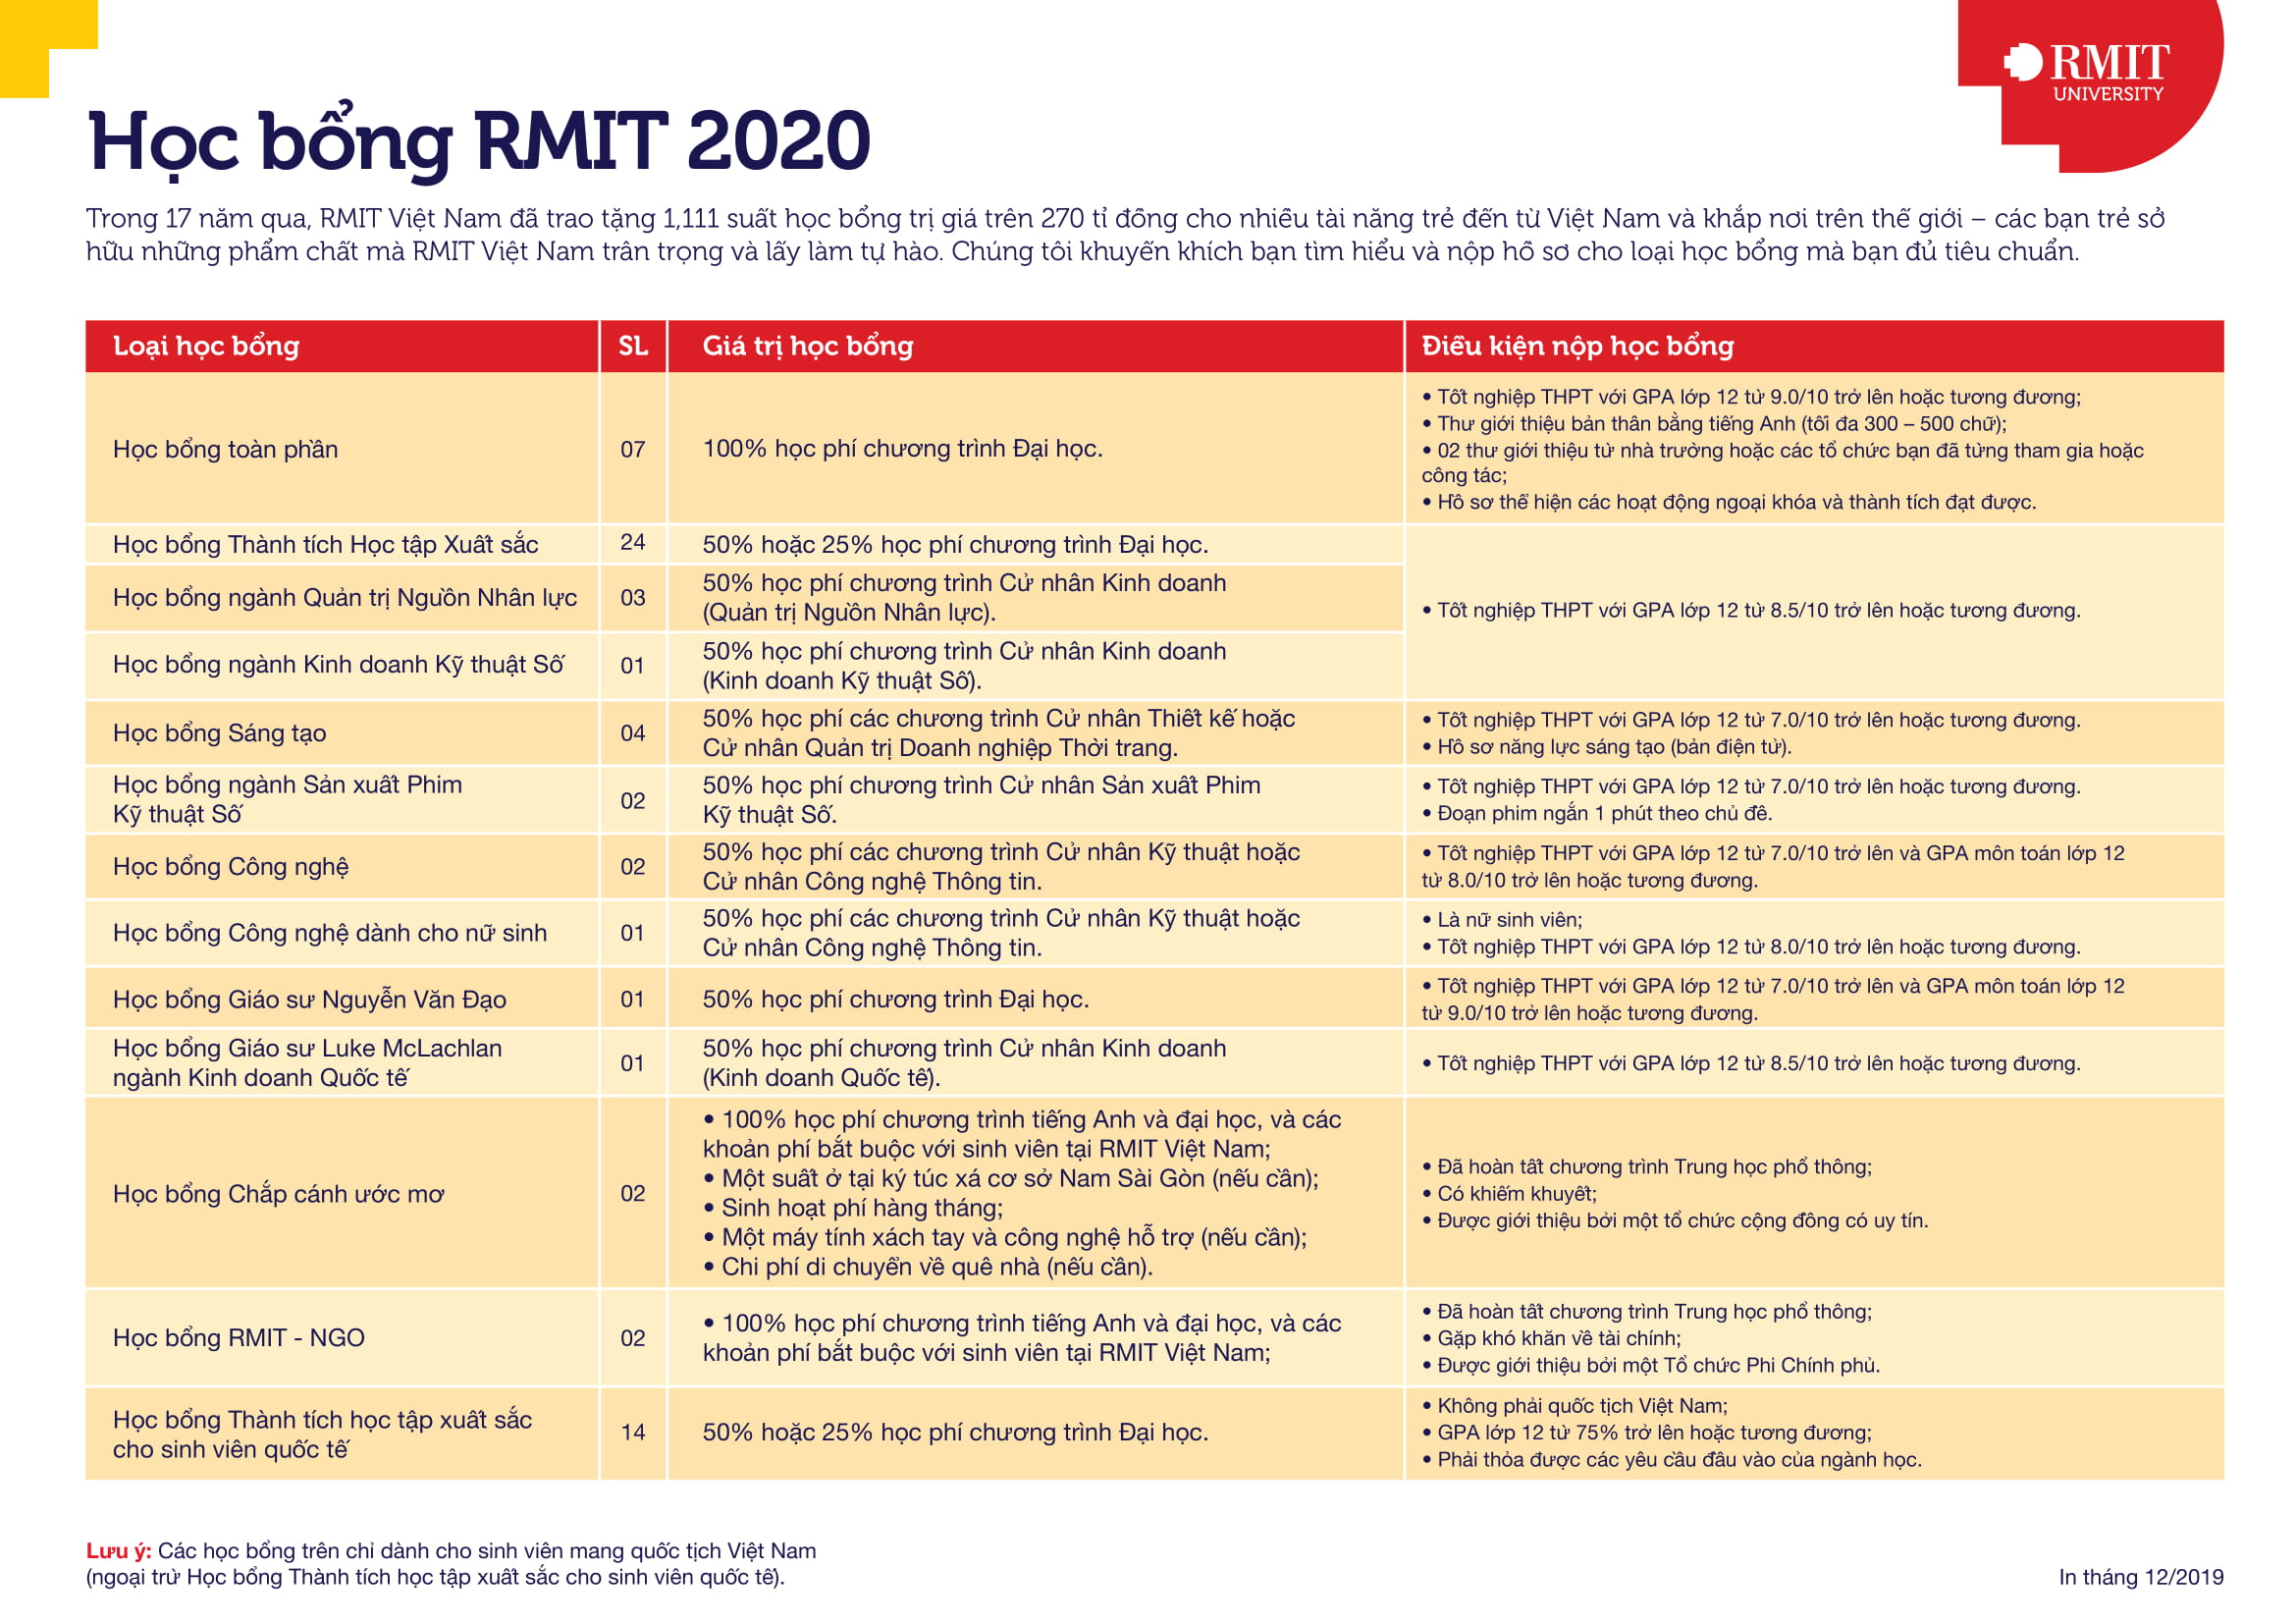 RMIT
UNIVERSITY
Học bổng RMIT 2020
Trong 17 năm qua, RMIT Việt Nam đã trao tặng 1,111 suất học bổng trị giá trên 270 tỉ đồng cho nhiều tài năng trẻ đến từ Việt Nam và khắp nơi trên thế giới – các bạn trẻ sở
hữu những phẩm chất mà RMIT Việt Nam trân trọng và lấy làm tự hào. Chúng tôi khuyến khích bạn tìm hiểu và nộp hồ sơ cho loại học bổng mà bạn đủ tiêu chuẩn.
Loại học bổng SL Giá trị học bổng Điều kiện nộp học bổng
Học bổng toàn phần
07
100% học phí chương trình Đại học.
• Tốt nghiệp THPT với GPA lớp 12 từ 9.0/10 trở lên hoặc tương đương;
• Thư giới thiệu bản thân bằng tiếng Anh (tối đa 300 – 500 chữ);
• 02 thư giới thiệu từ nhà trường hoặc các tổ chức bạn đã từng tham gia hoặc
công tác;
• Hồ sơ thể hiện các hoạt động ngoại khóa và thành tích đạt được.
Học bổng Thành tích Học tập Xuất sắc
24
50% hoặc 25% học phí chương trình Đại học.
Học bổng ngành Quản trị Nguồn Nhân lực
03
50% học phí chương trình Cử nhân Kinh doanh
(Quản trị Nguồn Nhân lực).
• Tốt nghiệp THPT với GPA lớp 12 từ 8.5/10 trở lên hoặc tương đương.
Học bổng ngành Kinh doanh Kỹ thuật Số
01
50% học phí chương trình Cử nhân Kinh doanh
(Kinh doanh Kỹ thuật Số).
Học bổng Sáng tạo
04
50% học phí các chương trình Cử nhân Thiết kế hoặc
Cử nhân Quản trị Doanh nghiệp Thời trang.
• Tốt nghiệp THPT với GPA lớp 12 từ 7.0/10 trở lên hoặc tương đương.
• Hồ sơ năng lực sáng tạo (bản điện tử).
Học bổng ngành Sản xuất Phim
Kỹ thuật Số
02
50% học phí chương trình Cử nhân Sản xuất Phim
Kỹ thuật Số.
• Tốt nghiệp THPT với GPA lớp 12 từ 7.0/10 trở lên hoặc tương đương.
• Đoạn phim ngắn 1 phút theo chủ đề.
Học bổng Công nghệ
02
50% học phí các chương trình Cử nhân Kỹ thuật hoặc
Cử nhân Công nghệ Thông tin.
• Tốt nghiệp THPT với GPA lớp 12 từ 7.0/10 trở lên và GPA môn toán lớp 12
từ 8.0/10 trở lên hoặc tương đương.
Học bổng Công nghệ dành cho nữ sinh
01
50% học phí các chương trình Cử nhân Kỹ thuật hoặc
Cử nhân Công nghệ Thông tin.
• Là nữ sinh viên;
• Tốt nghiệp THPT với GPA lớp 12 từ 8.0/10 trở lên hoặc tương đương.
Học bổng Giáo sư Nguyễn Văn Đạo
01
50% học phí chương trình Đại học.
• Tốt nghiệp THPT với GPA lớp 12 từ 7.0/10 trở lên và GPA môn toán lớp 12
từ 9.0/10 trở lên hoặc tương đương.
Học bổng Giáo sư Luke McLachlan
ngành Kinh doanh Quốc tế
01
50% học phí chương trình Cử nhân Kinh doanh
(Kinh doanh Quốc tế).
• Tốt nghiệp THPT với GPA lớp 12 từ 8.5/10 trở lên hoặc tương đương.
Học bổng Chắp cánh ước mơ
02
• 100% học phí chương trình tiếng Anh và đại học, và các
khoản phí bắt buộc với sinh viên tại RMIT Việt Nam;
• Một suất ở tại ký túc xá cơ sở Nam Sài Gòn (nếu cần);
• Sinh hoạt phí hàng tháng;
• Một máy tính xách tay và công nghệ hỗ trợ (nếu cần);
• Chi phí di chuyển về quê nhà (nếu cần).
• Đã hoàn tất chương trình Trung học phổ thông;
• Có khiếm khuyết;
• Được giới thiệu bởi một tổ chức cộng đồng có uy tín.
Học bổng RMIT - NGO
02
• 100% học phí chương trình tiếng Anh và đại học, và các
khoản phí bắt buộc với sinh viên tại RMIT Việt Nam;
• Đã hoàn tất chương trình Trung học phổ thông;
• Gặp khó khăn về tài chính;
• Được giới thiệu bởi một Tổ chức Phi Chính phủ.
Học bổng Thành tích học tập xuất sắc
cho sinh viên quốc tế
14
50% hoặc 25% học phí chương trình Đại học.
• Không phải quốc tịch Việt Nam;
• GPA lớp 12 từ 75% trở lên hoặc tương đương;
• Phải thỏa được các yêu cầu đầu vào của ngành học.
Lưu ý: Các học bổng trên chỉ dành cho sinh viên mang quốc tịch Việt Nam
(ngoại trừ Học bổng Thành tích học tập xuất sắc cho sinh viên quốc tế).
In tháng 12/2019